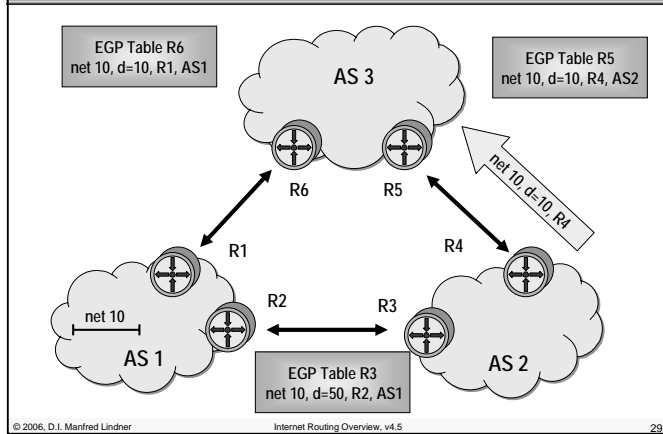 EGP Table R6
net 10, d=10, R1, AS1
AS 3
EGP Table R5
net 10, d=10, R4, AS2
R6
R5
net 10, d=10, R4
R1
R4
net 10
R2
R3
AS 1
AS 2
EGP Table R3
net 10, d=50, R2, AS1
© 2006, D.I. Manfred Lindner
Internet Routing Overview, v4.5
29